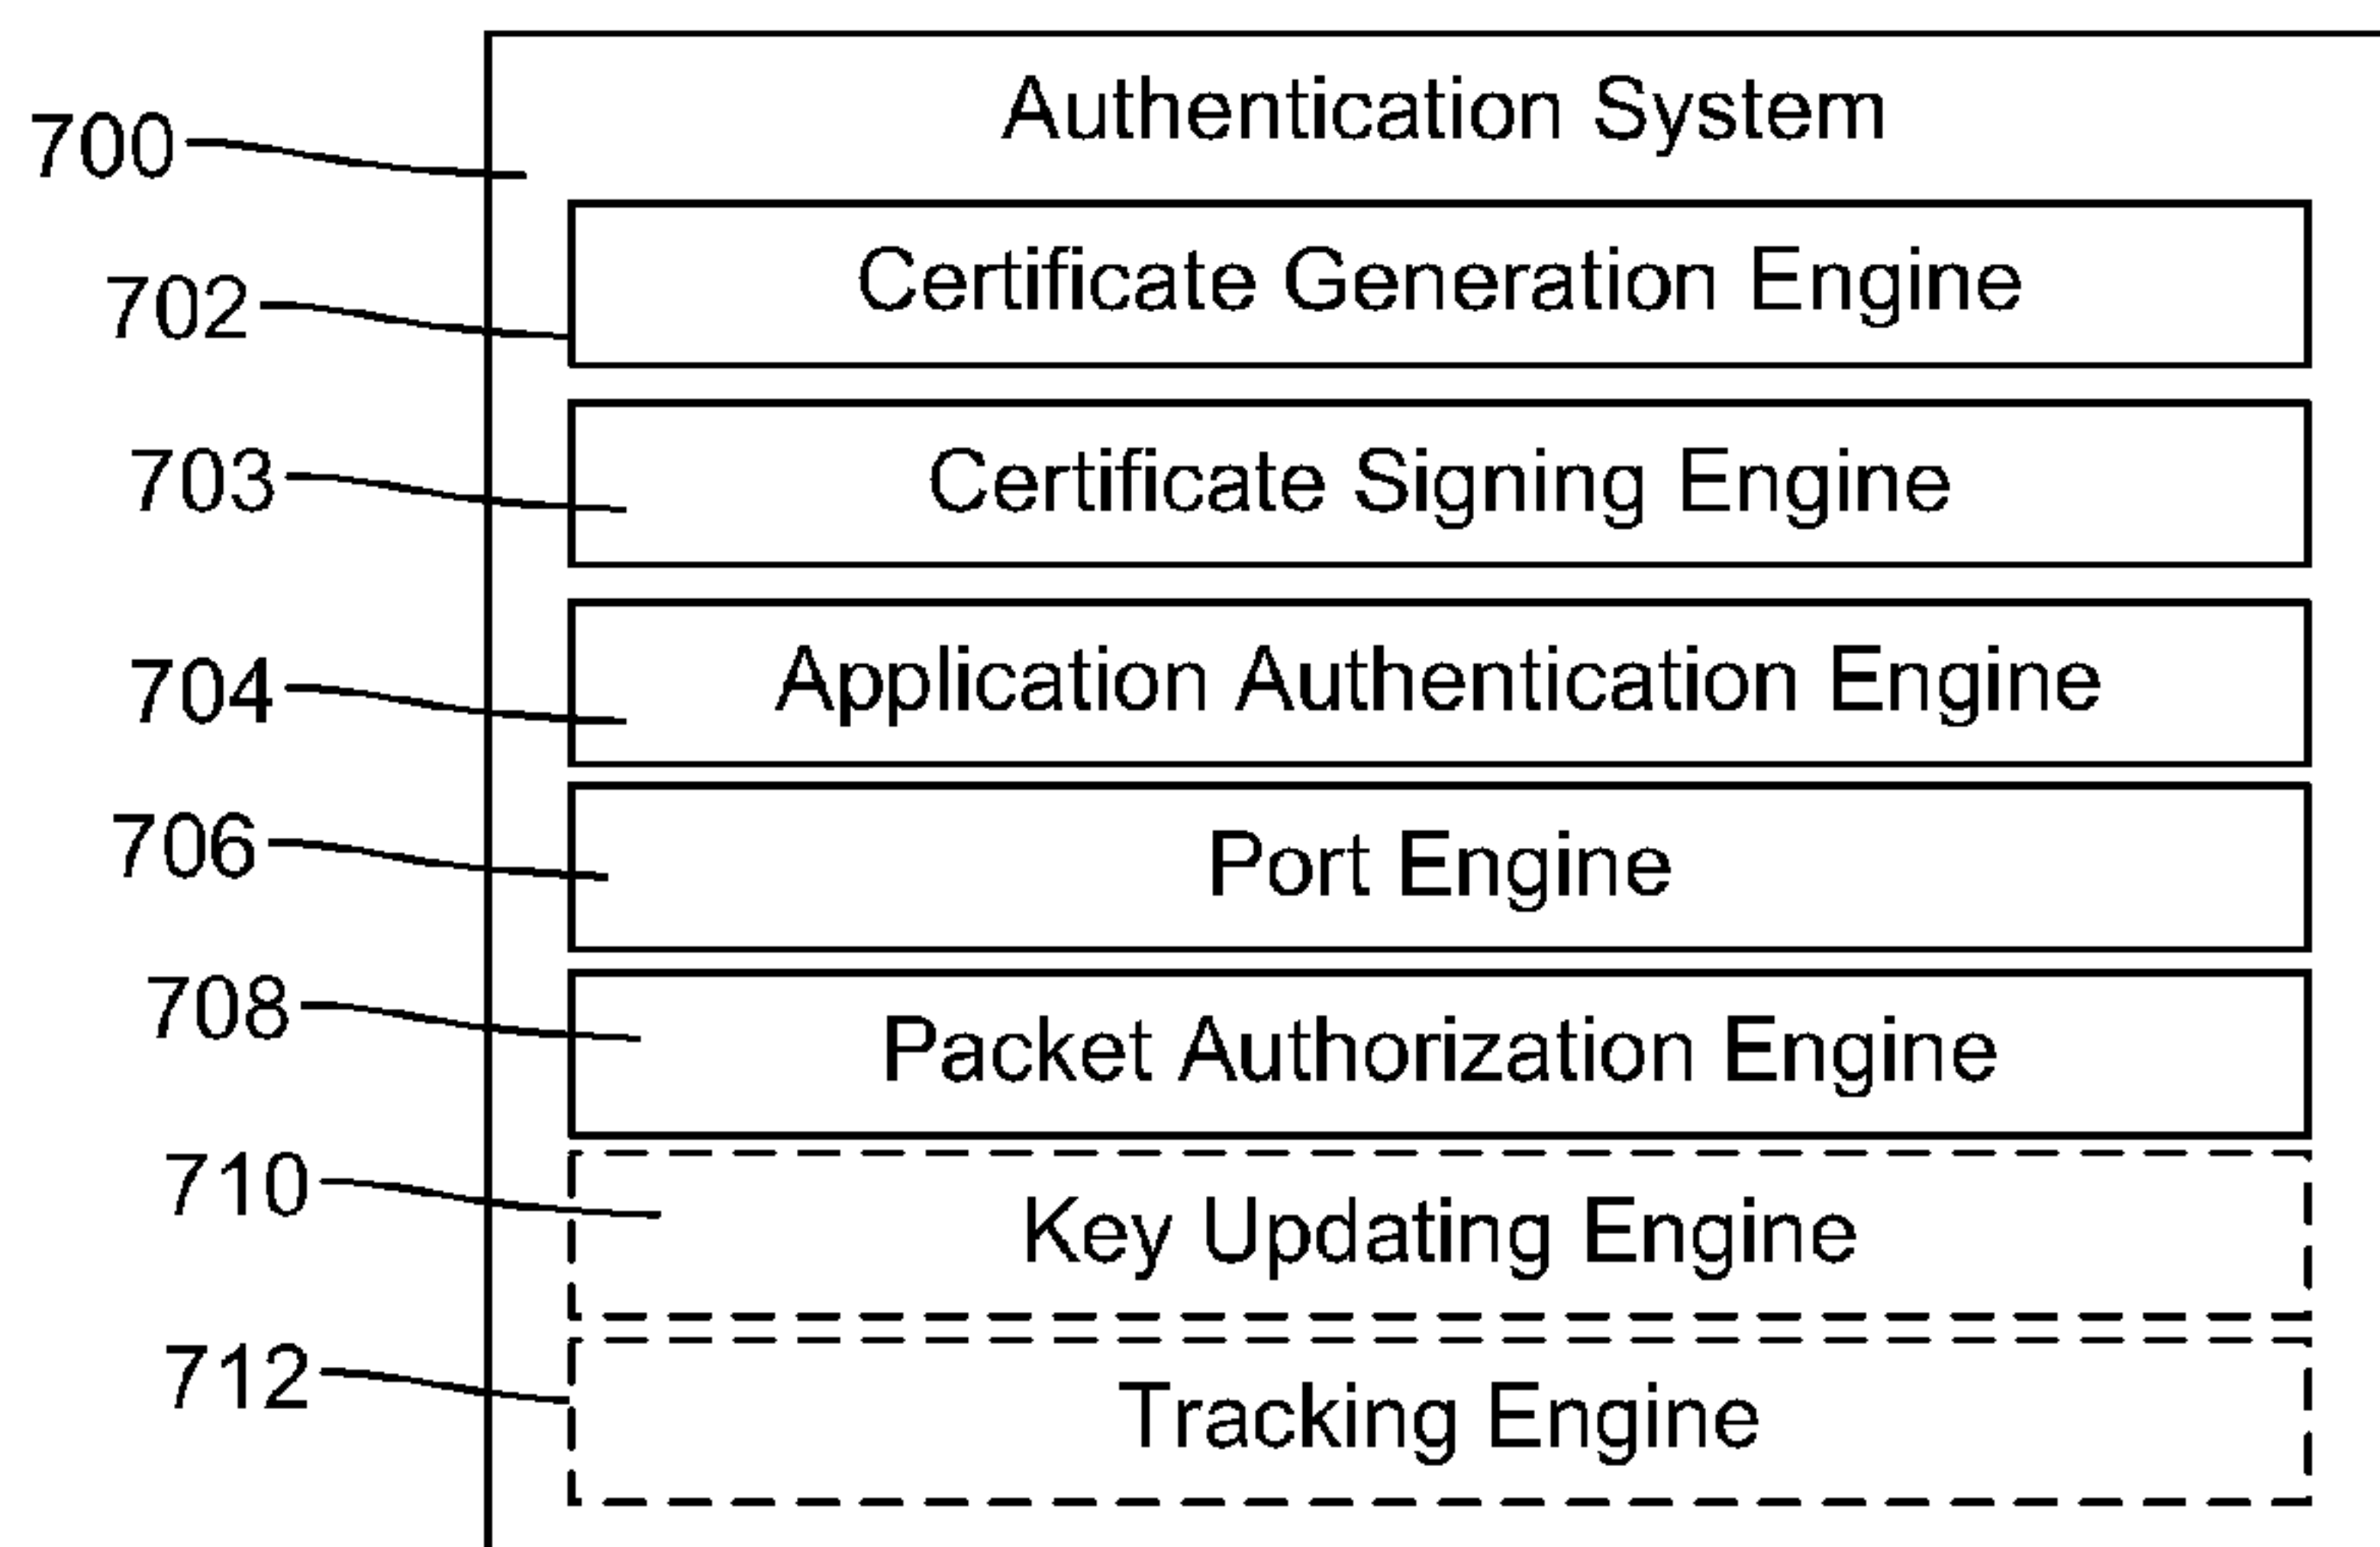 Authentication System
700
Certificate Generation Engine
702
Certificate Signing Engine
703
Application Authentication Engine
704
Port Engine
706
Packet Authorization Engine
708
Key Updating Engine
710
Tracking Engine
712